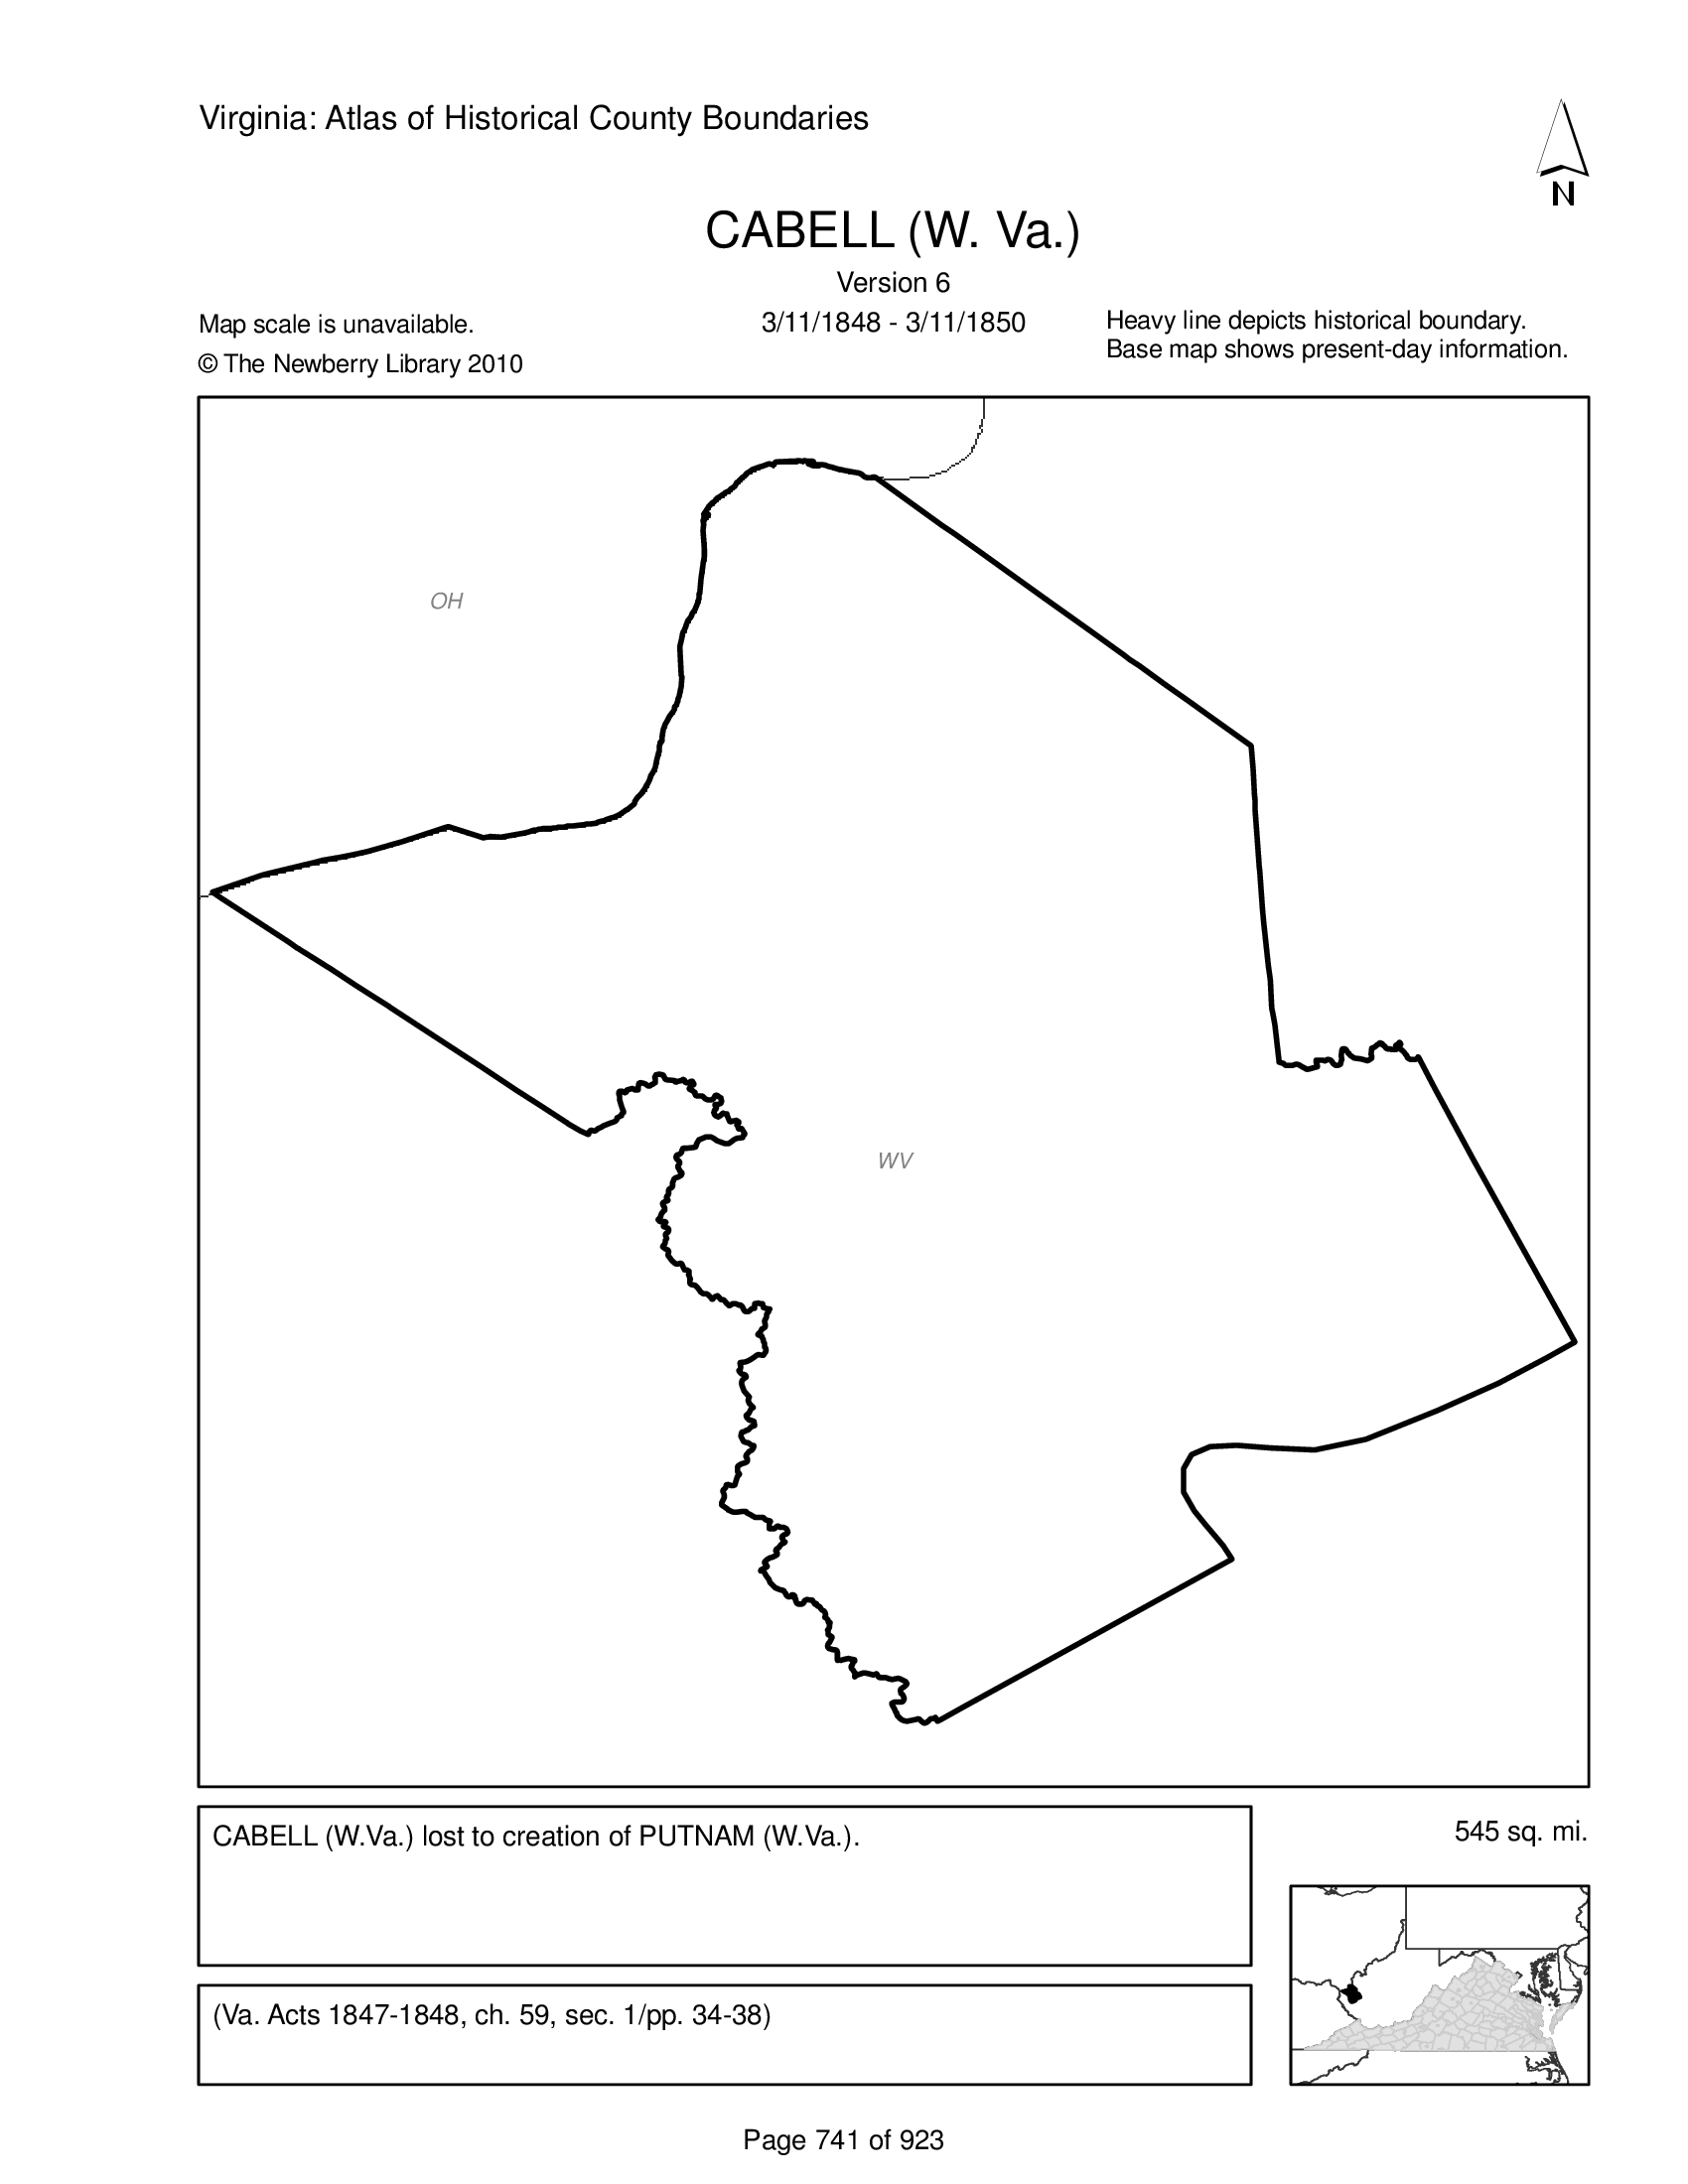 Virginia: Atlas of Historical County Boundaries
N
CABELL (W. Va.)
Version 6
3/11/1848 - 3/11/1850
Map scale is unavailable.
© The Newberry Library 2010
Heavy line depicts historical boundary.
Base map shows present-day information.
OH
WV
CABELL (W.Va.) lost to creation of PUTNAM (W.Va.).
545 sq. mi.
(Va. Acts 1847-1848, ch. 59, sec. 1/pp. 34-38)
Page 741 of 923